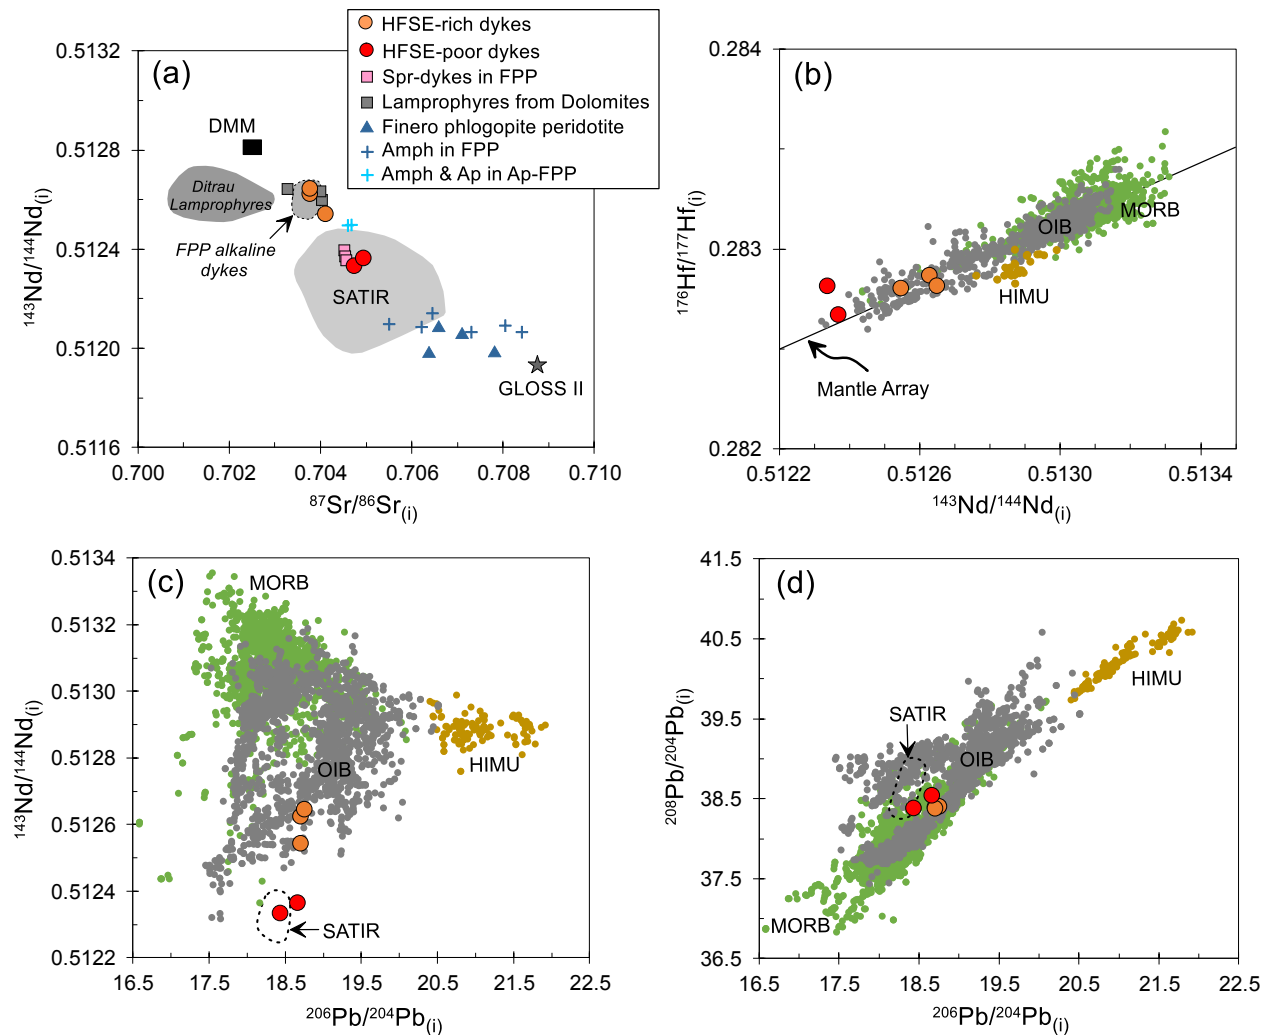 HFSE-rich dykes
HFSE-poor dykes
Spr-dykes in FPP
Lamprophyres from Dolomites
Finero phlogopite peridotite
Amph in FPP
Amph & Ap in Ap-FPP
(a)
0.5132
0.5128
0.5124
0.5120
0.5116
143Nd/144Nd(i)
DMM
Ditrau
Lamprophyres
FPP alkaline
dykes
SATIR
GLOSS II
0.700
0.702
0.704
0.706
0.708
0.710
87Sr/86Sr(i)
(b)
0.284
0.283
0.282
176Hf/177Hf(i)
MORB
OIB
HIMU
Mantle Array
0.5122
0.5126
0.5130
0.5134
143Nd/144Nd(i)
(c)
0.5134
0.5132
0.5130
0.5128
0.5126
0.5124
0.5122
143Nd/144Nd(i)
MORB
OIB
HIMU
SATIR
16.5
17.5
18.5
19.5
20.5
21.5
22.5
206Pb/204Pb(i)
(d)
41.5
40.5
39.5
38.5
37.5
36.5
208Pb/204Pb(i)
HIMU
SATIR
OIB
MORB
16.5
17.5
18.5
19.5
20.5
21.5
22.5
206Pb/204Pb(i)